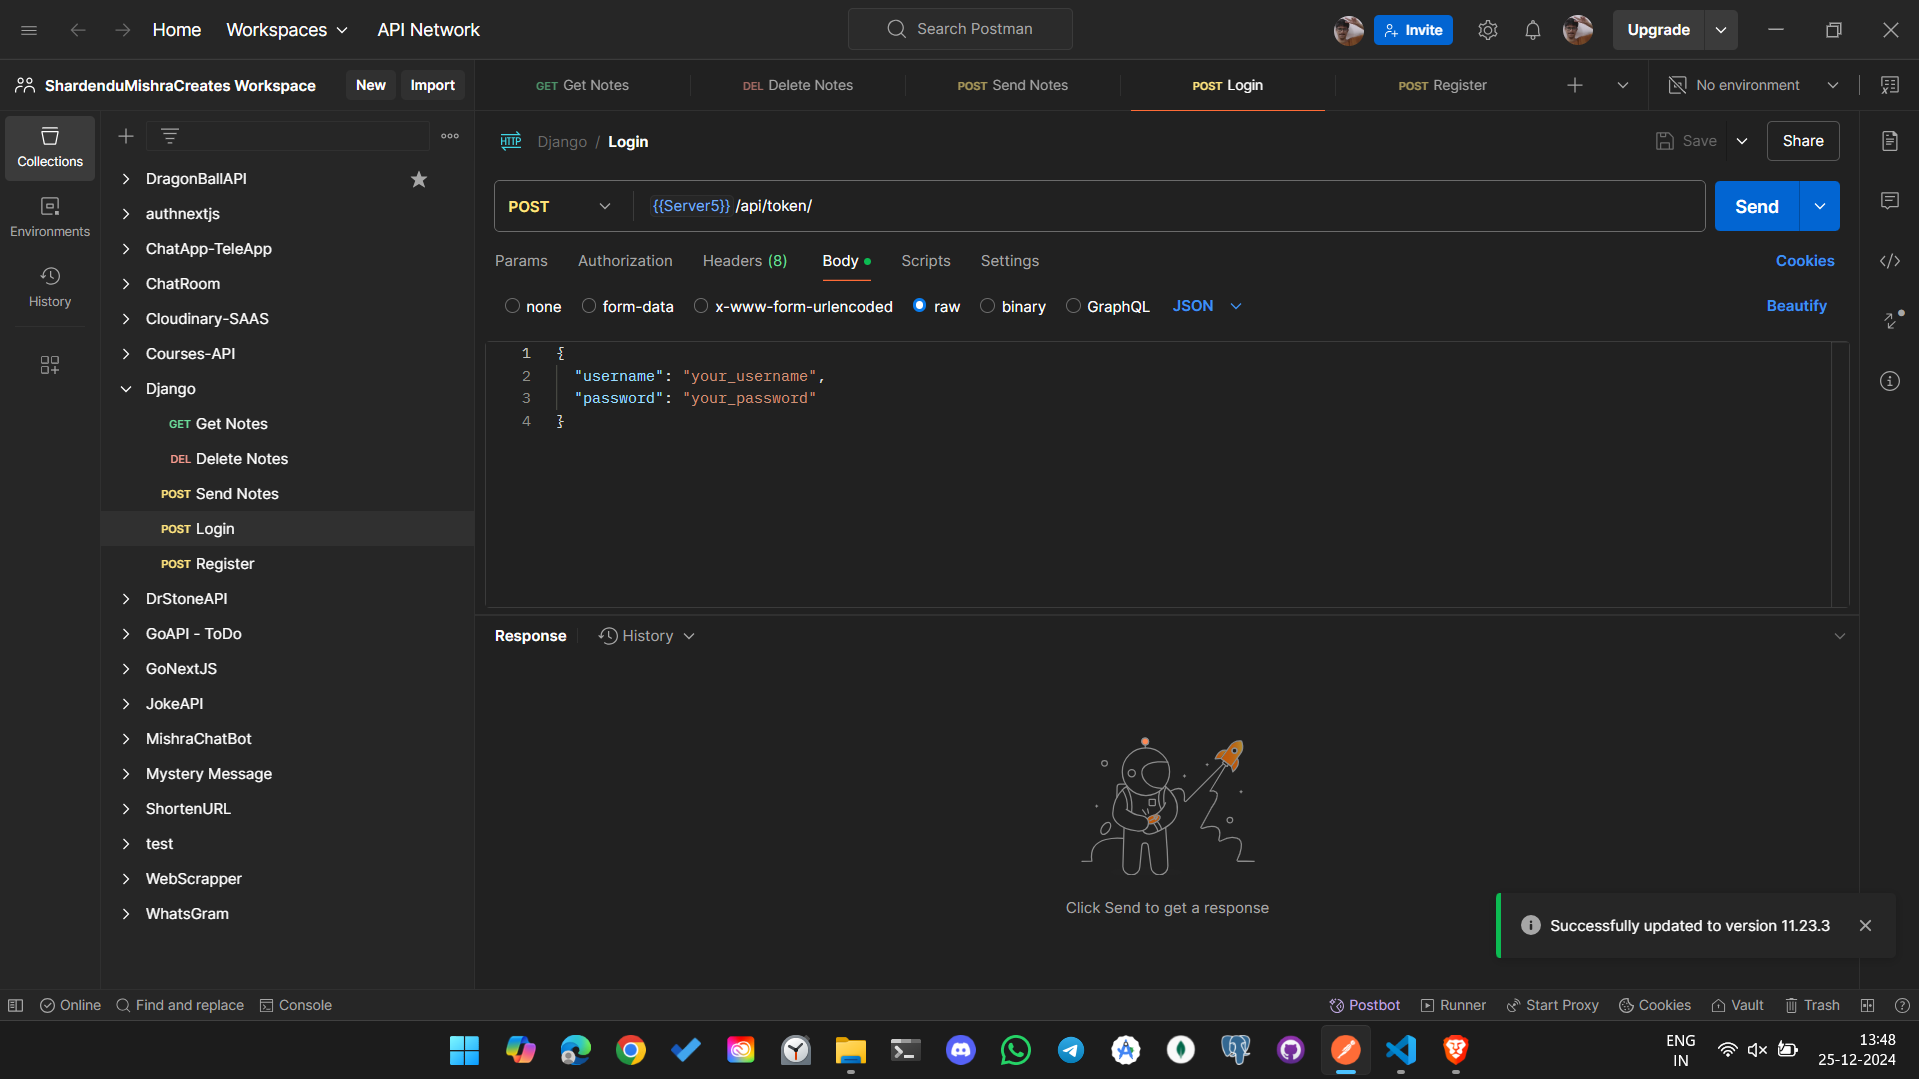 Home Workspaces API Network
Search Postman
Invite
Upgrade
ShardenduMishraCreates Workspace New Import
GET Get Notes
DEL Delete Notes
POST Send Notes
POST Login
POST Register
No environment
Collections
Environments
History
DragonBallAPI
authnextjs
ChatApp-TeleApp
ChatRoom
Cloudinary-SAAS
Courses-API
Django
GET Get Notes
DEL Delete Notes
POST Send Notes
POST Login
POST Register
DrStoneAPI
GoAPI - ToDo
GoNextJS
JokeAPI
MishraChatBot
Mystery Message
ShortenURL
test
WebScrapper
WhatsGram
HTTP Django / Login
Save Share
POST {{Server5}} /api/token/
Send
Params Authorization Headers (8) Body Scripts Settings Cookies
none form-data x-www-form-urlencoded raw binary GraphQL JSON Beautify
1 {
2 "username": "your_username",
3 "password": "your_password"
4 }
Response History
Click Send to get a response
Successfully updated to version 11.23.3
Online Find and replace Console
Postbot Runner Start Proxy Cookies Vault Trash
ENG
IN
13:48
25-12-2024